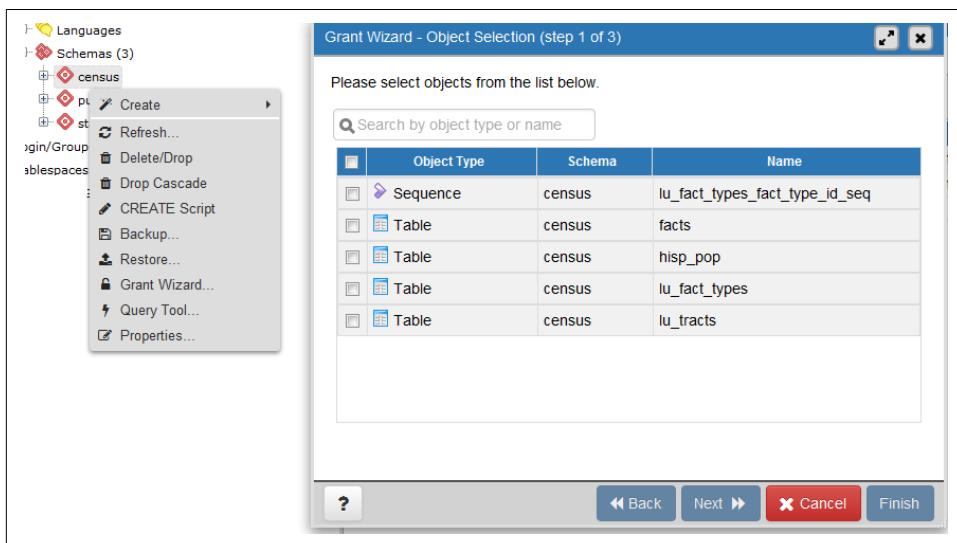 Languages
Schemas (3)
census
pu
st
ogin/Group
ablespaces
Create
Refresh...
Delete/Drop
Drop Cascade
CREATE Script
Backup...
Restore...
Grant Wizard...
Query Tool...
Properties...
Grant Wizard - Object Selection (step 1 of 3)
Please select objects from the list below.
Search by object type or name
Object Type Schema Name
Sequence census lu_fact_types_fact_type_id_seq
Table census facts
Table census hisp_pop
Table census lu_fact_types
Table census lu_tracts
? Back Next Cancel Finish